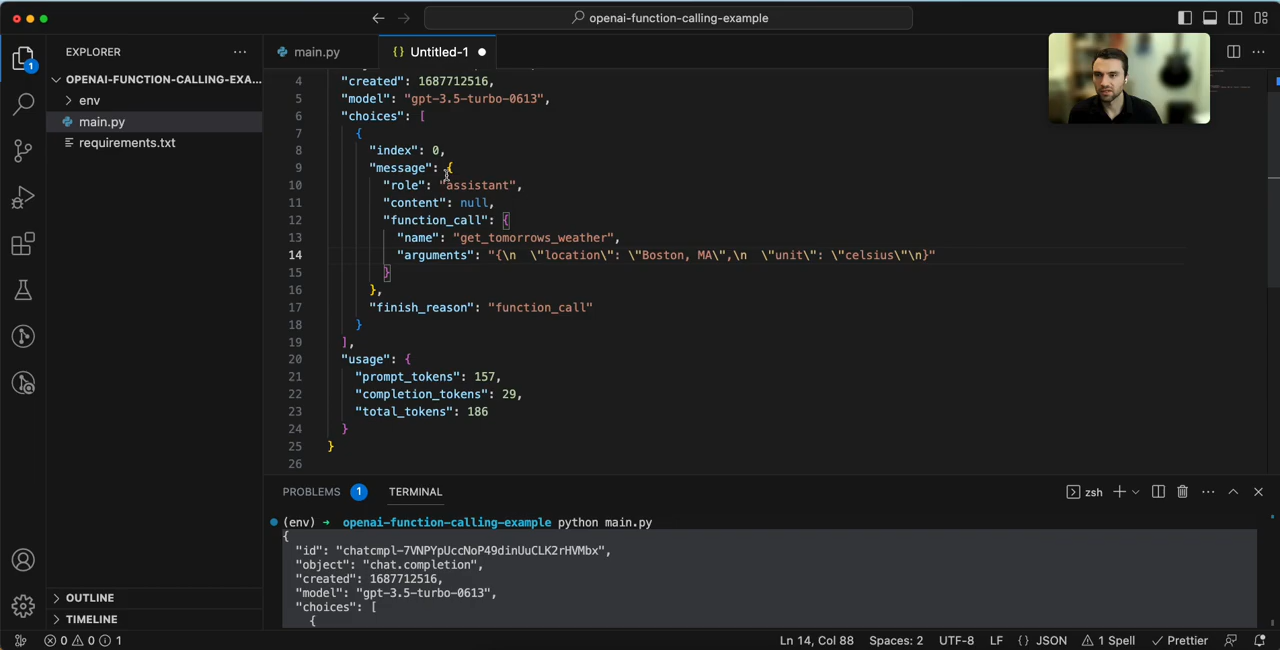 openai-function-calling-example
EXPLORER
OPENAI-FUNCTION-CALLING-EXA...
env
main.py
requirements.txt
OUTLINE
TIMELINE
1
main.py
{} Untitled-1
4 "created": 1687712516,
5 "model": "gpt-3.5-turbo-0613",
6 "choices": [
7 {
8 "index": 0,
9 "message": {
10 "role": "assistant",
11 "content": null,
12 "function_call": {
13 "name": "get_tomorrows_weather",
14 "arguments": "{\n  \"location\": \"Boston, MA\",\n  \"unit\": \"celsius\"\n}"
15 }
16 },
17 "finish_reason": "function_call"
18 }
19 ],
20 "usage": {
21 "prompt_tokens": 157,
22 "completion_tokens": 29,
23 "total_tokens": 186
24 }
25 }
26
PROBLEMS 1 TERMINAL
zsh
(env) → openai-function-calling-example python main.py
{
"id": "chatcmpl-7VNPYpUccNoP49dinUuCLK2rHVMbx",
"object": "chat.completion",
"created": 1687712516,
"model": "gpt-3.5-turbo-0613",
"choices": [
{
0 0 1 Ln 14, Col 88 Spaces: 2 UTF-8 LF {} JSON 1 Spell Prettier